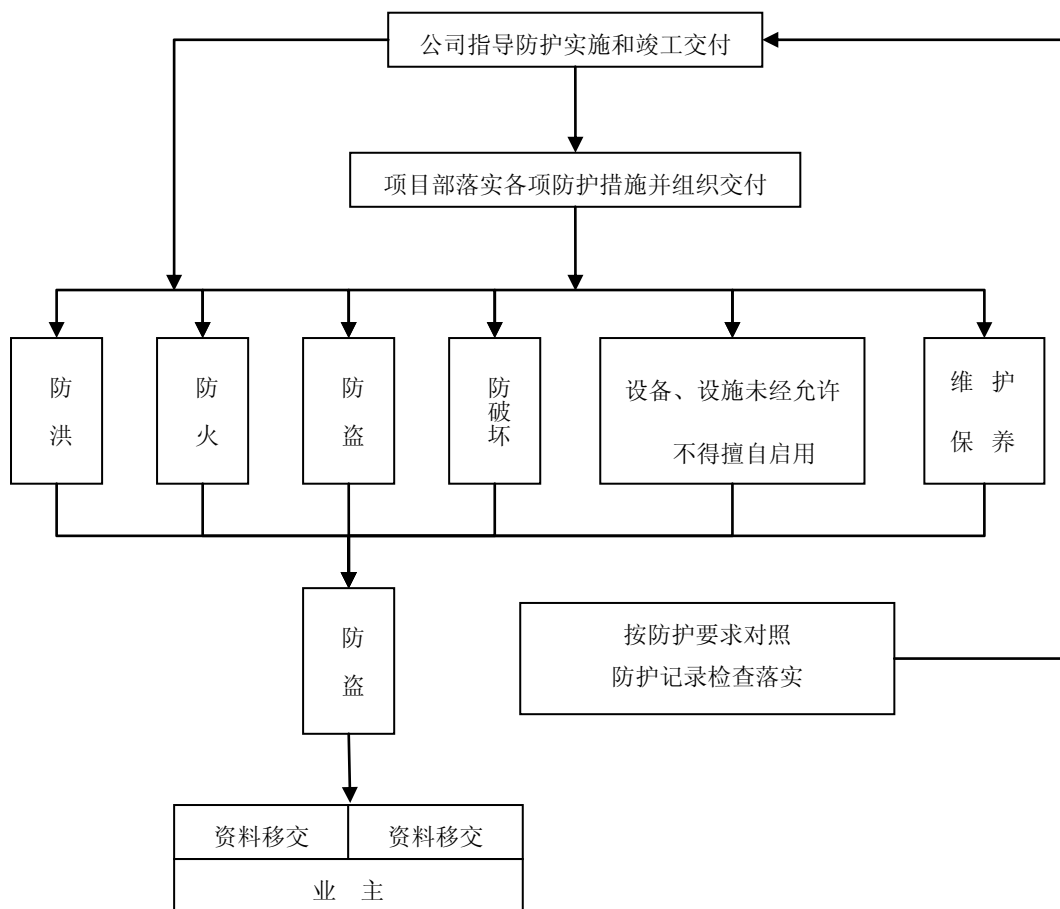 公司指导防护实施和竣工交付
项目部落实各项防护措施并组织交付
防
洪
防
火
防
盗
防
破
坏
设备、设施未经允许
不得擅自启用
维 护
保 养
防
盗
按防护要求对照
防护记录检查落实
资料移交
资料移交
业 主